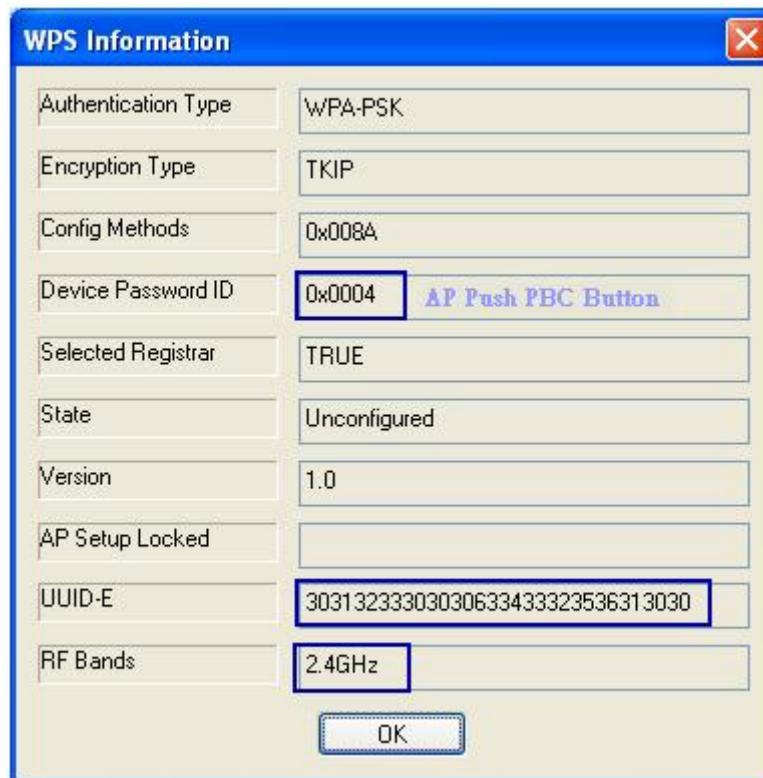 WPS Information
Authentication Type WPA-PSK
Encryption Type TKIP
Config Methods 0x008A
Device Password ID 0x0004 AP Push PBC Button
Selected Registrar TRUE
State Unconfigured
Version 1.0
AP Setup Locked
UUID-E 30313233303030633433323536313030
RF Bands 2.4GHz
OK